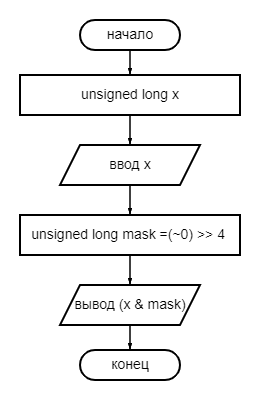 начало
unsigned long x
ввод x
unsigned long mask =(~0) >> 4
вывод (x & mask)
конец